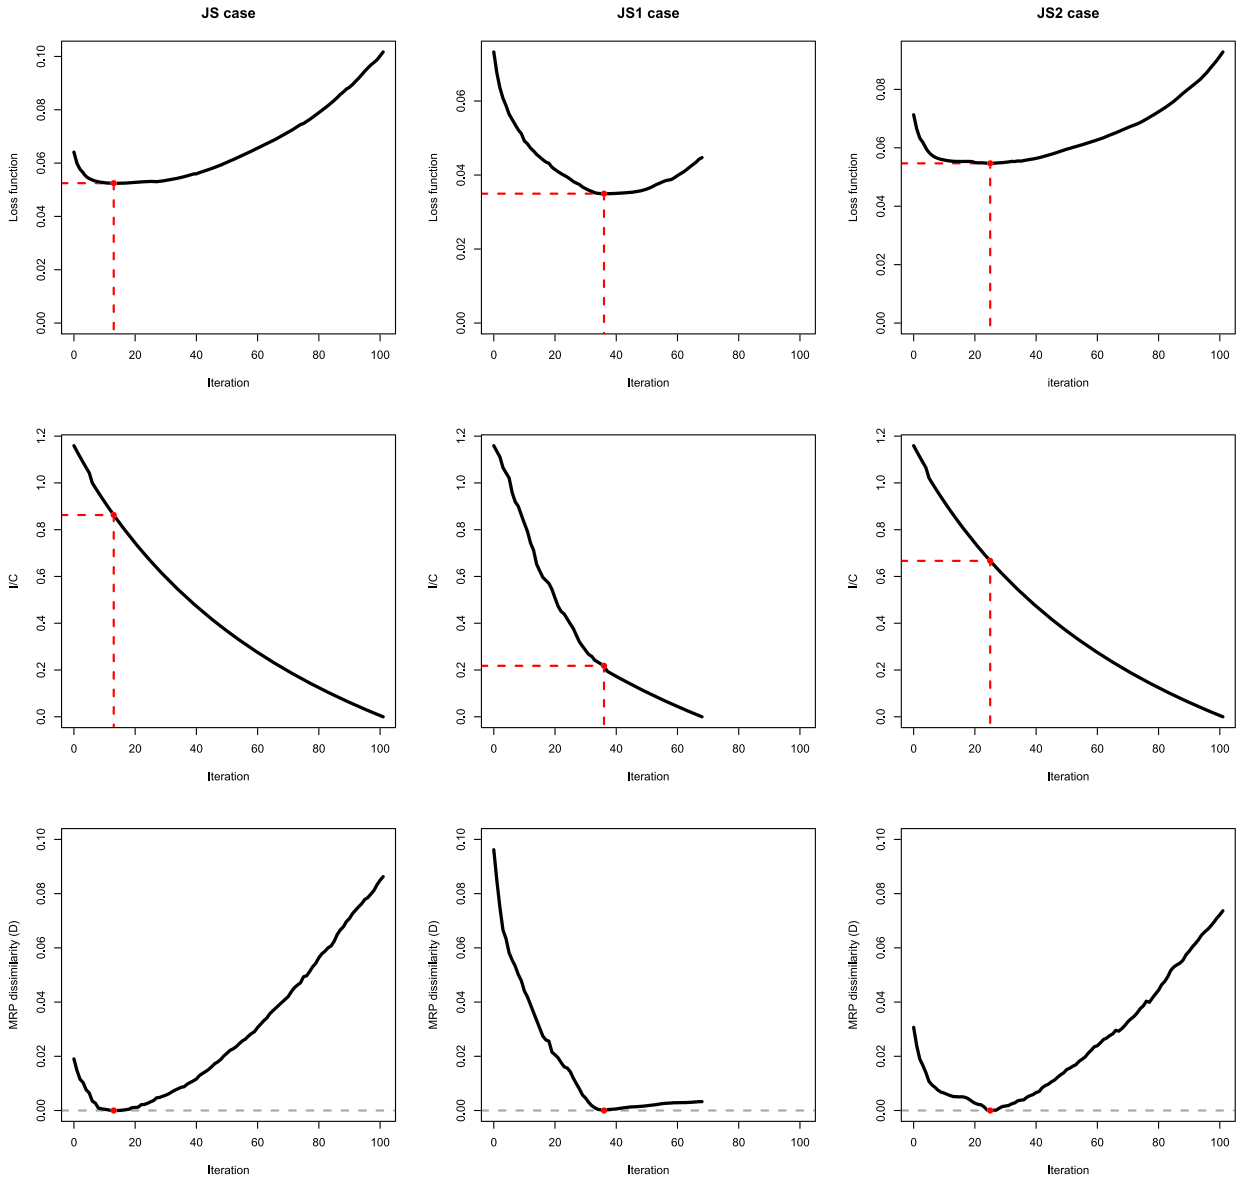 JS case
JS1 case
JS2 case
Loss function
0.00 0.02 0.04 0.06 0.08 0.10
0 20 40 60 80 100
Iteration
Loss function
0.00 0.02 0.04 0.06
0 20 40 60 80 100
Iteration
Loss function
0.00 0.02 0.04 0.06 0.08
0 20 40 60 80 100
iteration
I/C
0.0 0.2 0.4 0.6 0.8 1.0 1.2
0 20 40 60 80 100
Iteration
I/C
0.0 0.2 0.4 0.6 0.8 1.0 1.2
0 20 40 60 80 100
Iteration
I/C
0.0 0.2 0.4 0.6 0.8 1.0 1.2
0 20 40 60 80 100
Iteration
MRP dissimilarity (D)
0.00 0.02 0.04 0.06 0.08 0.10
0 20 40 60 80 100
Iteration
MRP dissimilarity (D)
0.00 0.02 0.04 0.06 0.08 0.10
0 20 40 60 80 100
Iteration
MRP dissimilarity (D)
0.00 0.02 0.04 0.06 0.08 0.10
0 20 40 60 80 100
Iteration